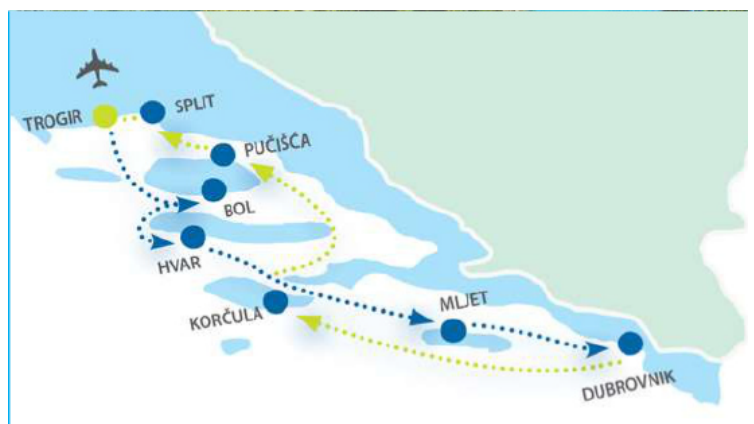 SPLIT
TROGIR
PUČIŠĆA
BOL
HVAR
KORČULA
MLJET
DUBROVNIK